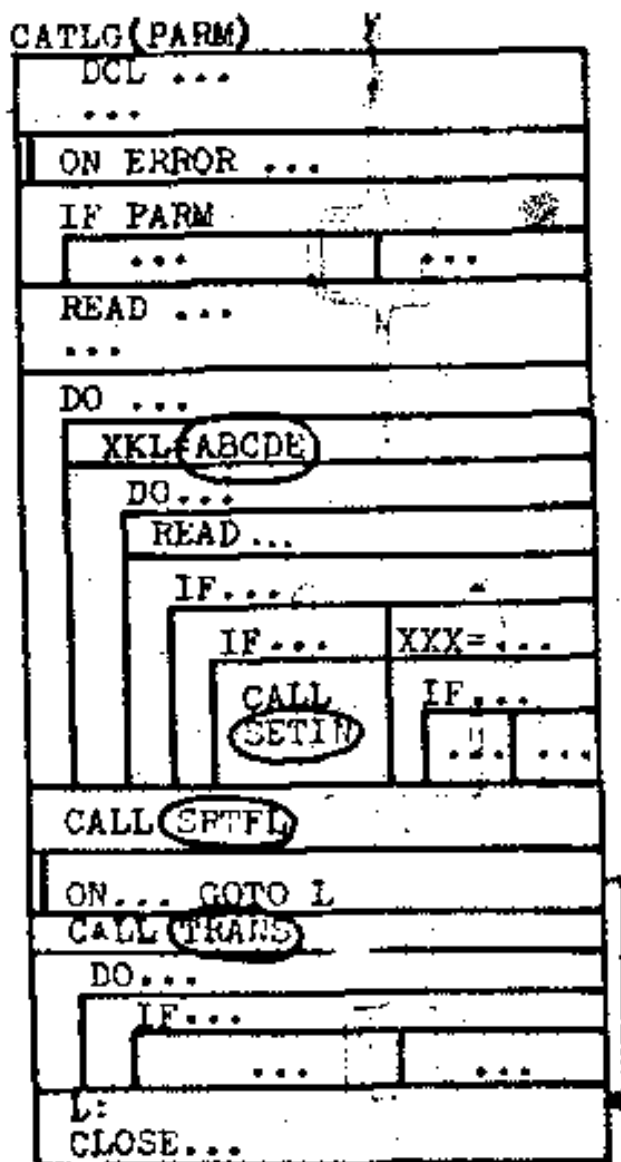 CATLG(PARM)
DCL ...
...
ON ERROR ...
IF PARM
... ...
READ ...
...
DO ...
XKL=ABCDE
DO...
READ...
IF...
IF... XXX=...
CALL IF...
SETIN
... ...
CALL SETFL
ON... GOTO L
CALL TRANS
DO...
IF...
... ...
L:
CLOSE...